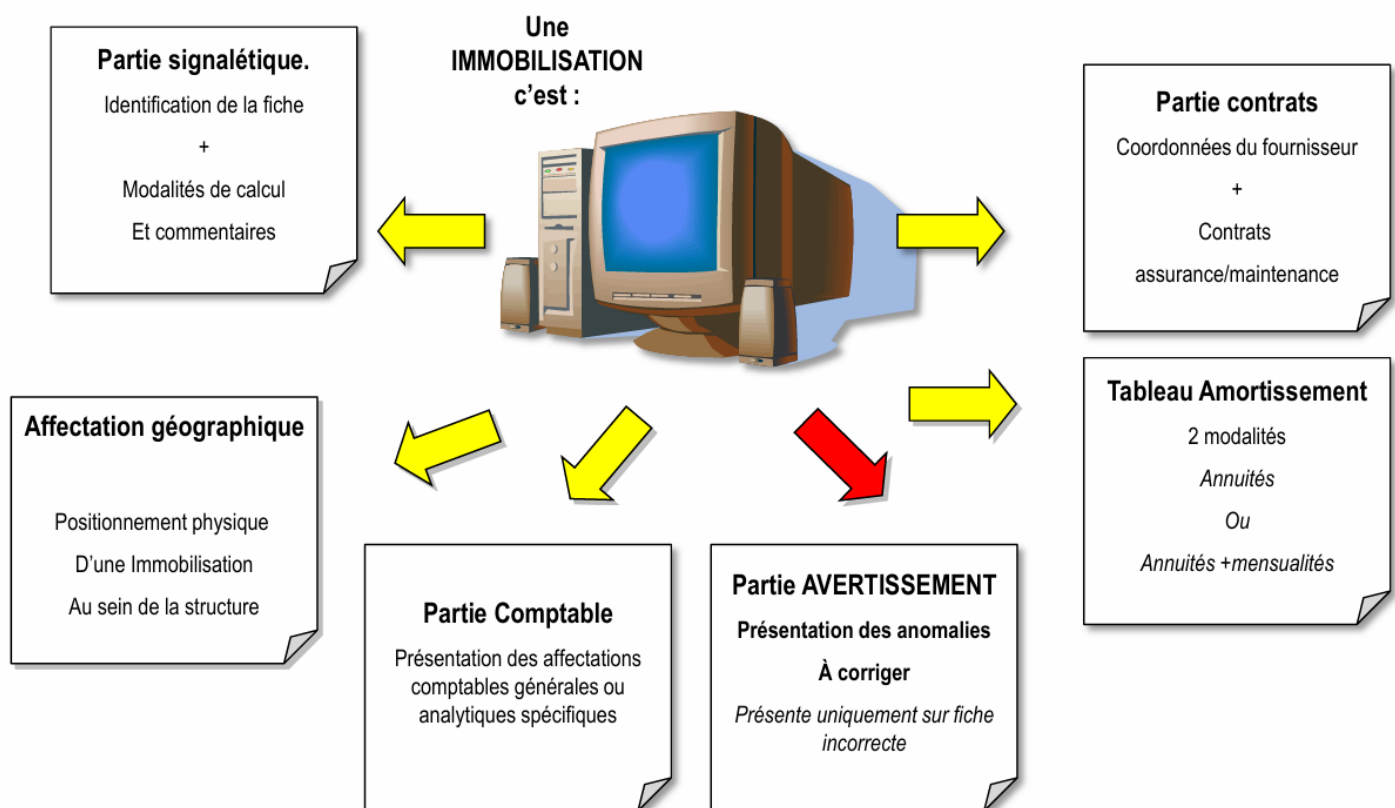 Une
IMMOBILISATION
c'est :
Partie signalétique.
Identification de la fiche
+
Modalités de calcul
Et commentaires
Partie contrats
Coordonnées du fournisseur
+
Contrats
assurance/maintenance
Affectation géographique
Positionnement physique
D'une Immobilisation
Au sein de la structure
Partie Comptable
Présentation des affectations
comptables générales ou
analytiques spécifiques
Partie AVERTISSEMENT
Présentation des anomalies
À corriger
Présente uniquement sur fiche
incorrecte
Tableau Amortissement
2 modalités
Annuités
Ou
Annuités +mensualités